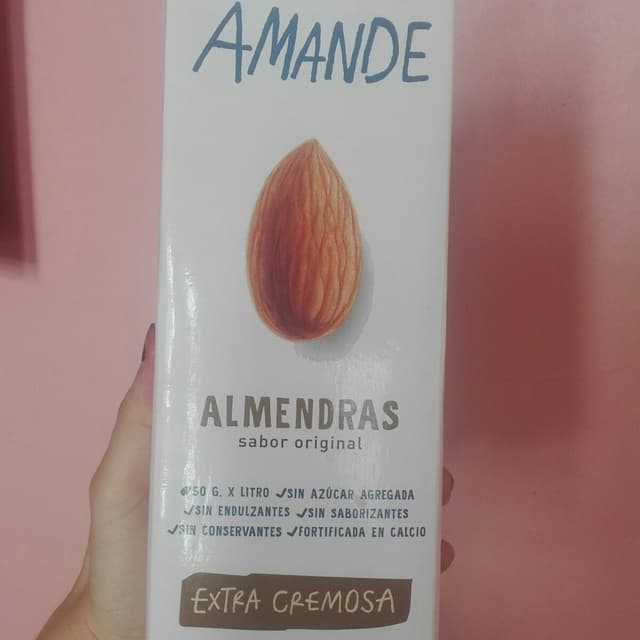 AMANDE
ALMENDRAS
sabor original
50 G. X LITRO ✓SIN AZÚCAR AGREGADA
✓SIN ENDULZANTES ✓SIN SABORIZANTES
✓SIN CONSERVANTES ✓FORTIFICADA EN CALCIO
EXTRA CREMOSA